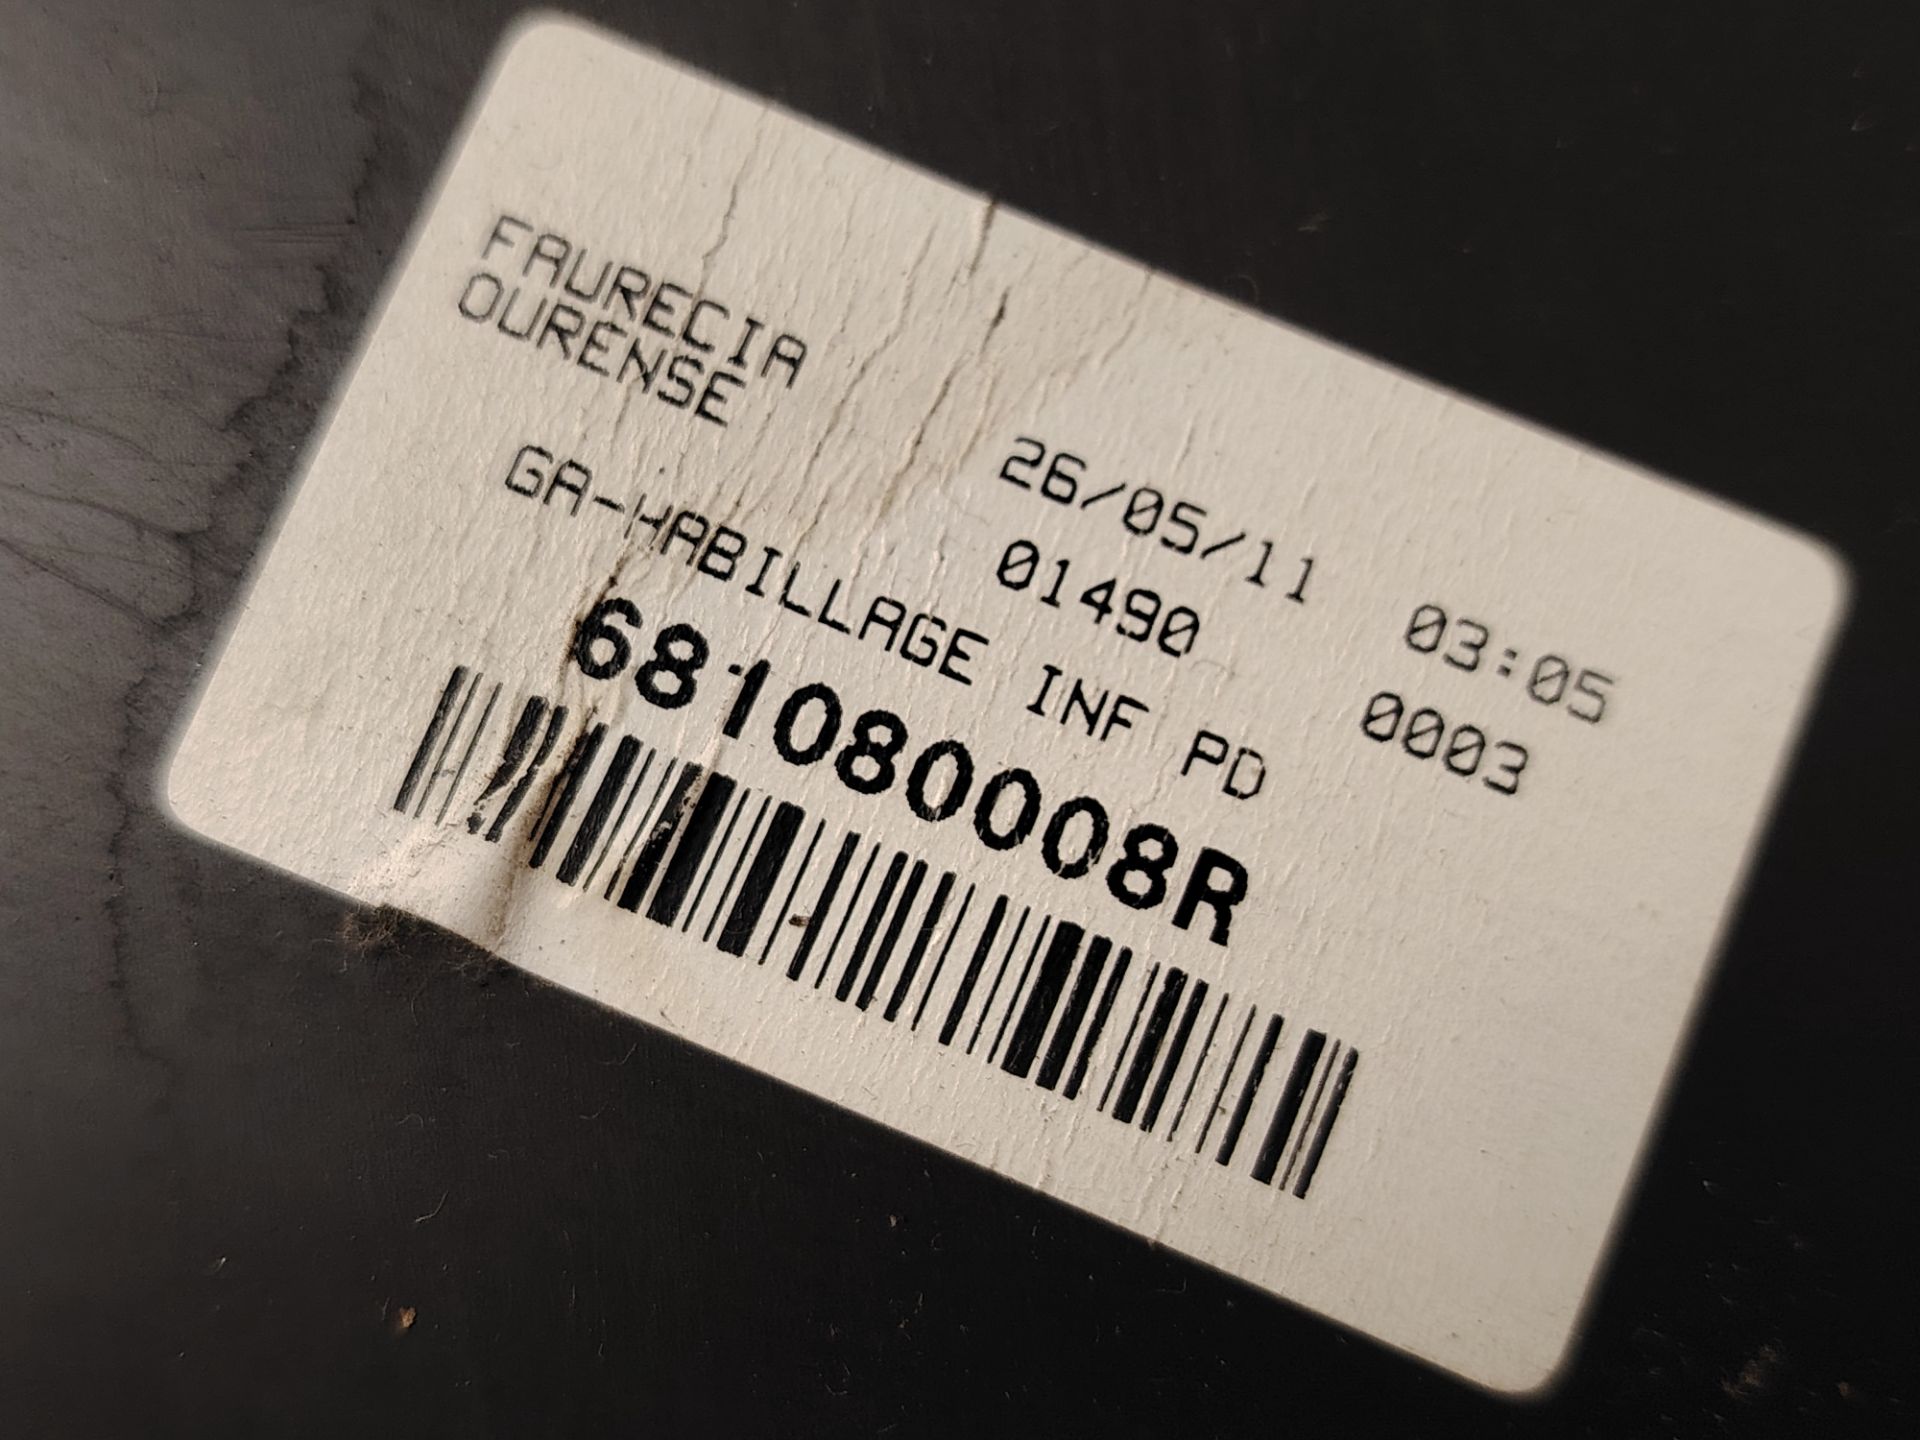 FAURECIA
OURENSE
26/05/11 03:05
01490 0003
GA-HABILLAGE INF PD
681080008R